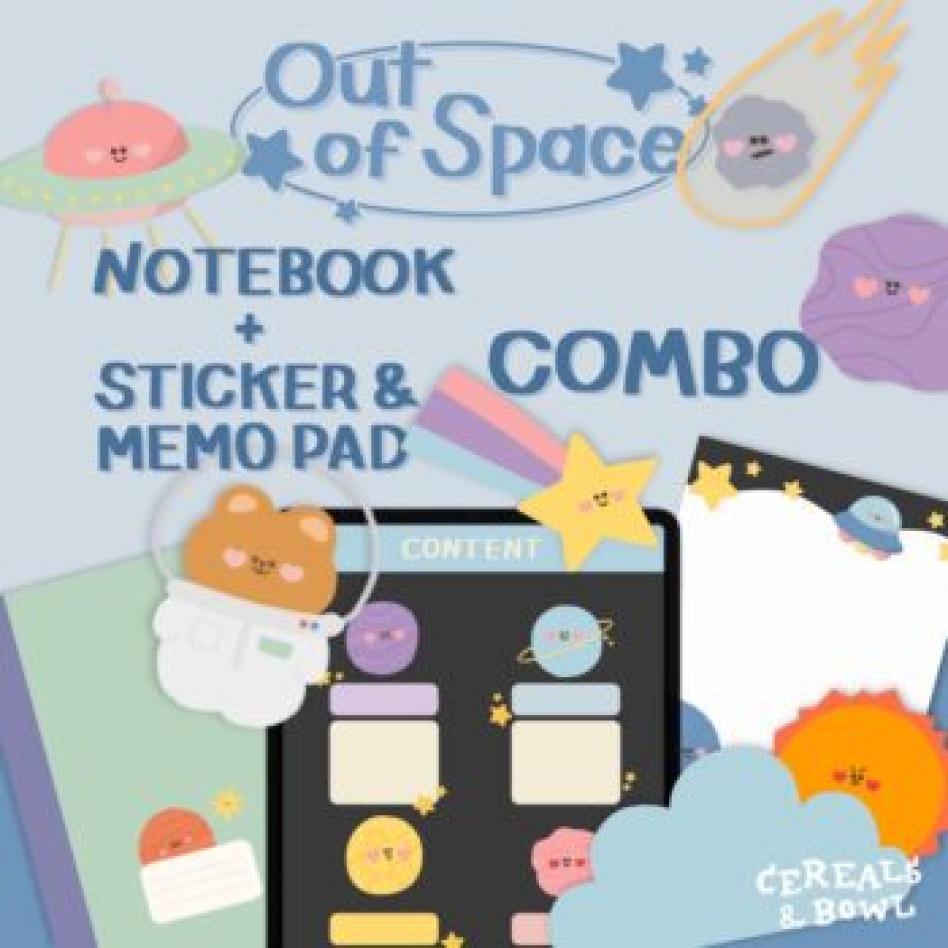 Out
of Space
NOTEBOOK
+
STICKER &
MEMO PAD
COMBO
CONTENT
CEREALS
& BOWL